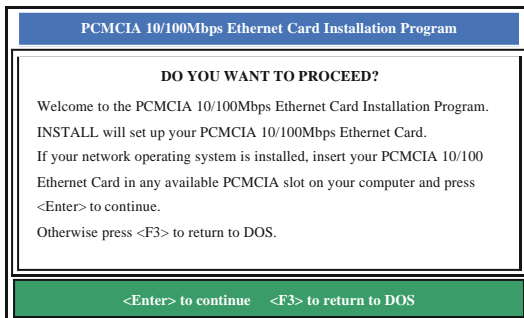 PCMCIA 10/100Mbps Ethernet Card Installation Program
DO YOU WANT TO PROCEED?
Welcome to the PCMCIA 10/100Mbps Ethernet Card Installation Program.
INSTALL will set up your PCMCIA 10/100Mbps Ethernet Card.
If your network operating system is installed, insert your PCMCIA 10/100
Ethernet Card in any available PCMCIA slot on your computer and press
<Enter> to continue.
Otherwise press <F3> to return to DOS.
<Enter> to continue <F3> to return to DOS